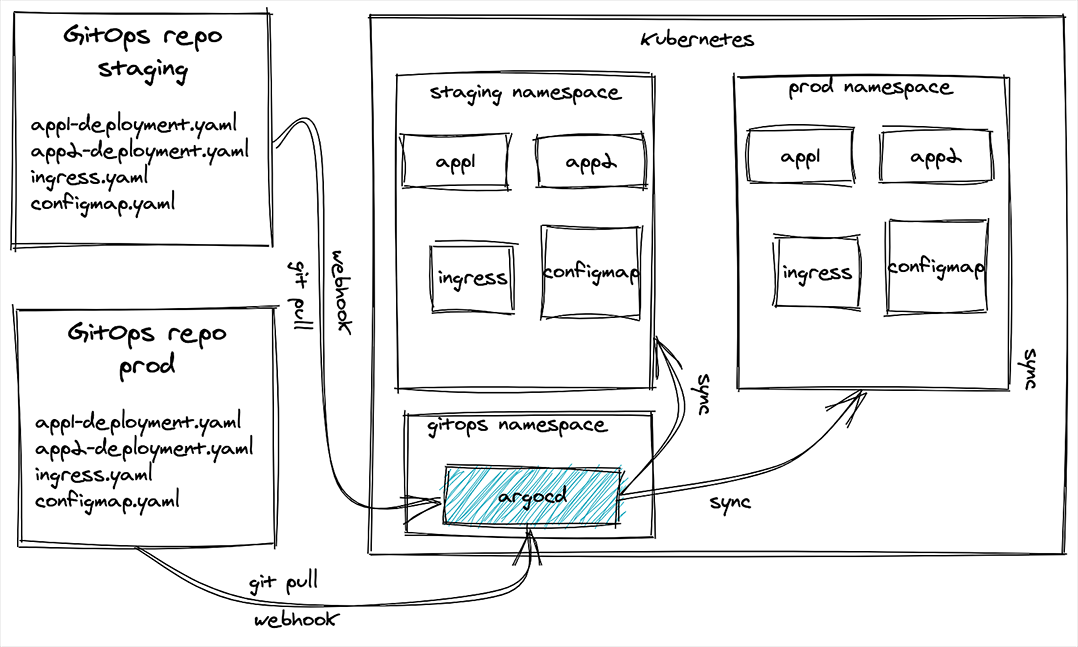 GitOps repo
staging
app1-deployment.yaml
app2-deployment.yaml
ingress.yaml
configmap.yaml
GitOps repo
prod
app1-deployment.yaml
app2-deployment.yaml
ingress.yaml
configmap.yaml
webhook
git pull
git pull
webhook
Kubernetes
staging namespace
app1
app2
ingress
configmap
prod namespace
app1
app2
ingress
configmap
gitops namespace
argocd
sync
sync
sync